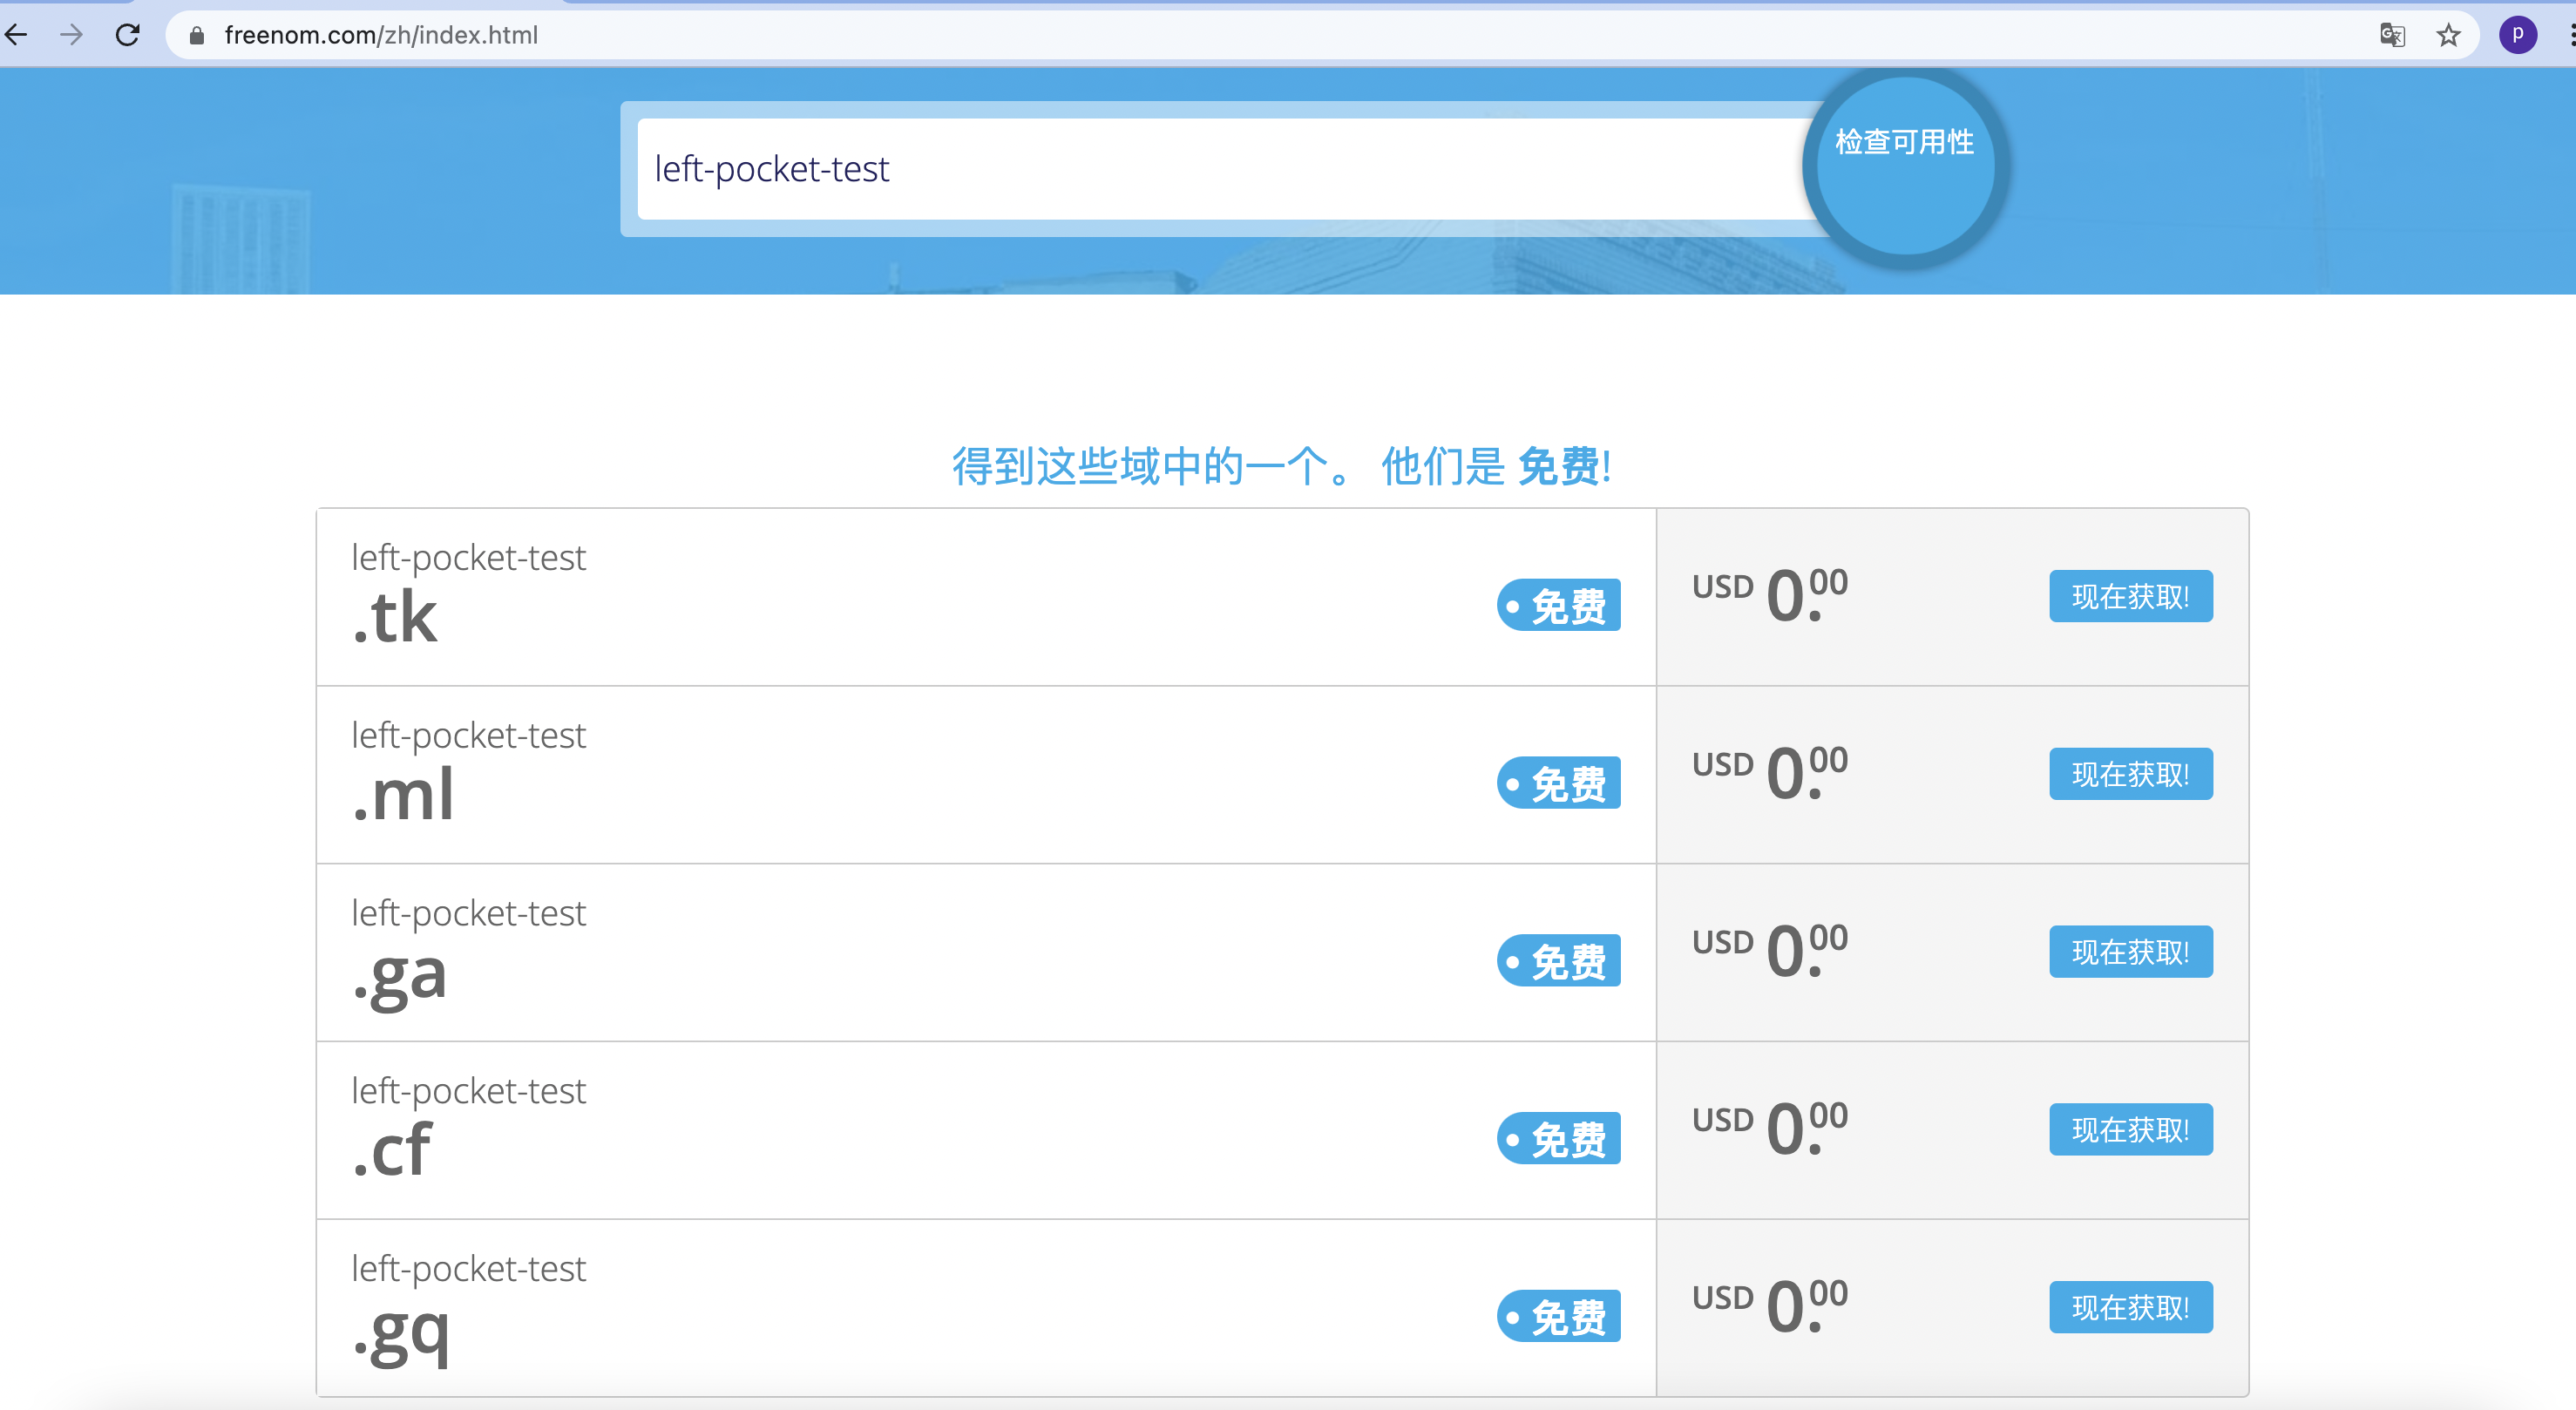 freenom.com/zh/index.html
p
left-pocket-test
检查可用性
得到这些域中的一个。 他们是 免费!
left-pocket-test
.tk
免费
USD 0.00
现在获取!
left-pocket-test
.ml
免费
USD 0.00
现在获取!
left-pocket-test
.ga
免费
USD 0.00
现在获取!
left-pocket-test
.cf
免费
USD 0.00
现在获取!
left-pocket-test
.gq
免费
USD 0.00
现在获取!